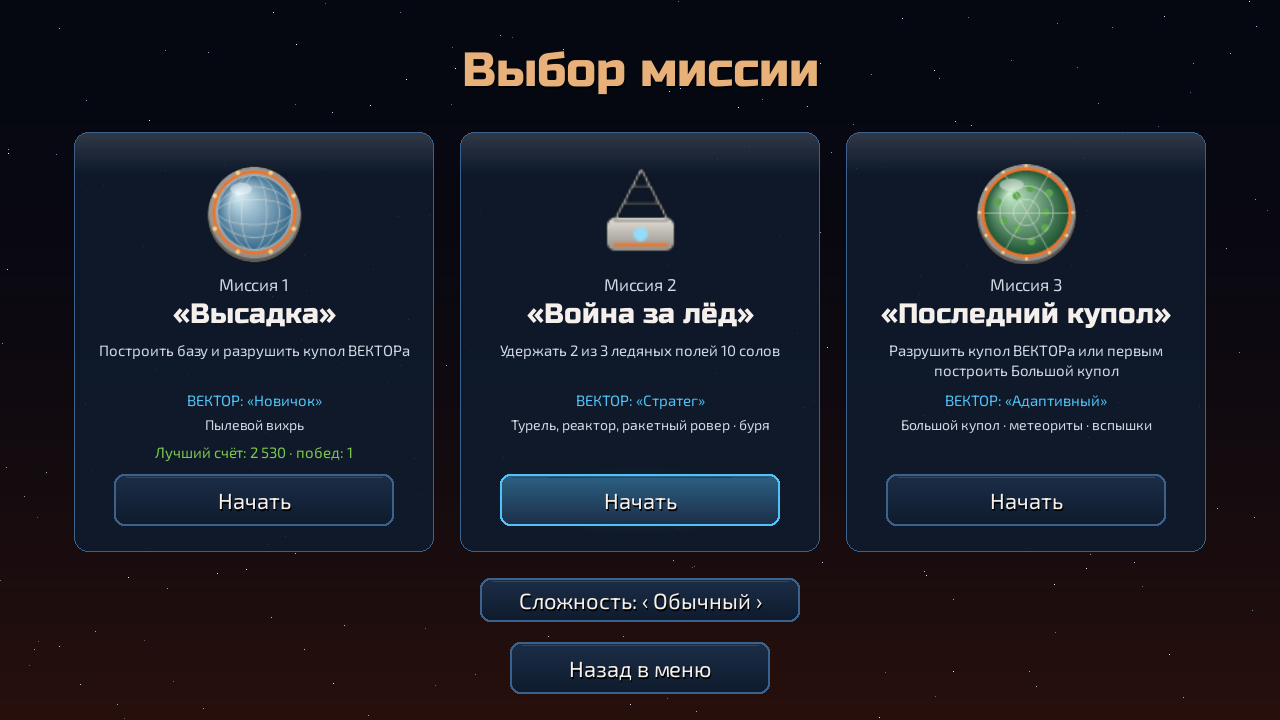 Выбор миссии
Миссия 1
«Высадка»
Построить базу и разрушить купол ВЕКТОРа
ВЕКТОР: «Новичок»
Пылевой вихрь
Лучший счёт: 2 530 · побед: 1
Начать
Миссия 2
«Война за лёд»
Удержать 2 из 3 ледяных полей 10 солов
ВЕКТОР: «Стратег»
Турель, реактор, ракетный ровер · буря
Начать
Миссия 3
«Последний купол»
Разрушить купол ВЕКТОРа или первым
построить Большой купол
ВЕКТОР: «Адаптивный»
Большой купол · метеориты · вспышки
Начать
Сложность: ‹ Обычный ›
Назад в меню